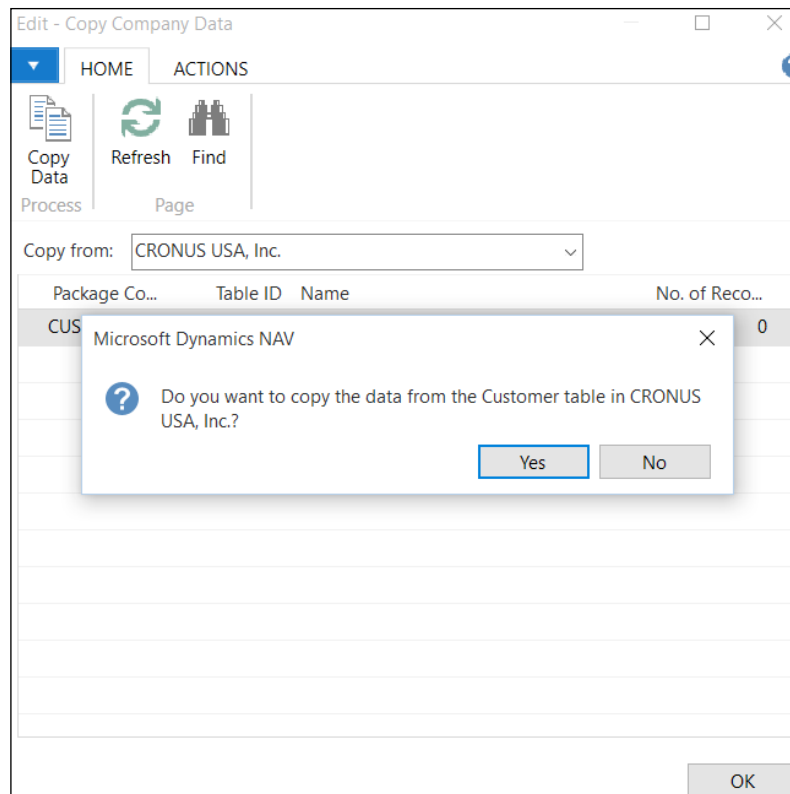 Edit - Copy Company Data
HOME ACTIONS
Copy Data Refresh Find
Process Page
Copy from: CRONUS USA, Inc.
Package Co... Table ID Name No. of Reco...
CUS 0
Microsoft Dynamics NAV
Do you want to copy the data from the Customer table in CRONUS
USA, Inc.?
Yes No
OK